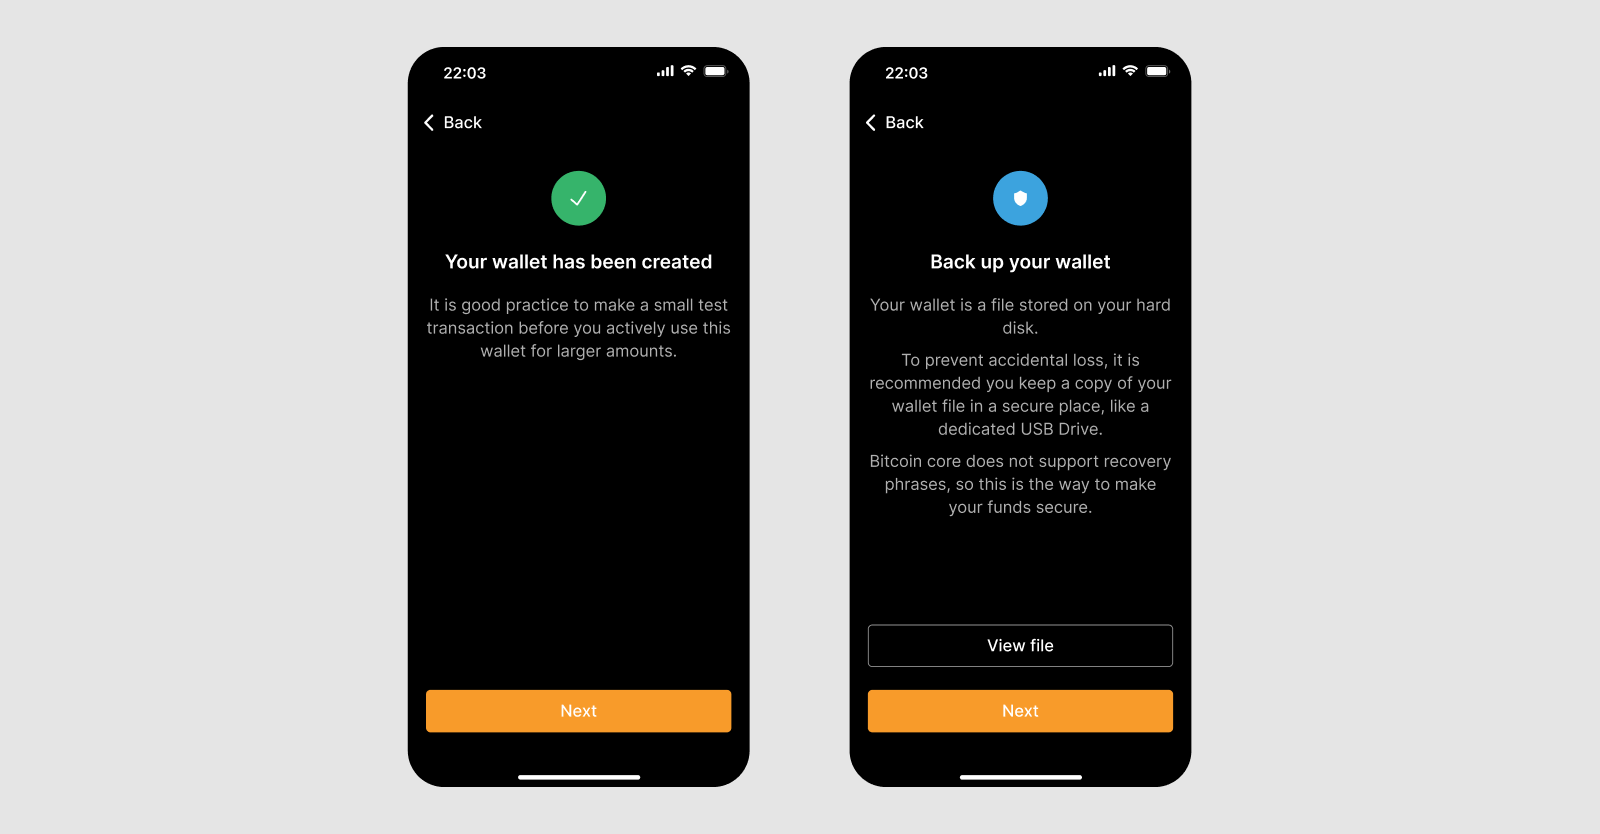 22:03
Back
Your wallet has been created
It is good practice to make a small test
transaction before you actively use this
wallet for larger amounts.
Next
22:03
Back
Back up your wallet
Your wallet is a file stored on your hard
disk.
To prevent accidental loss, it is
recommended you keep a copy of your
wallet file in a secure place, like a
dedicated USB Drive.
Bitcoin core does not support recovery
phrases, so this is the way to make
your funds secure.
View file
Next